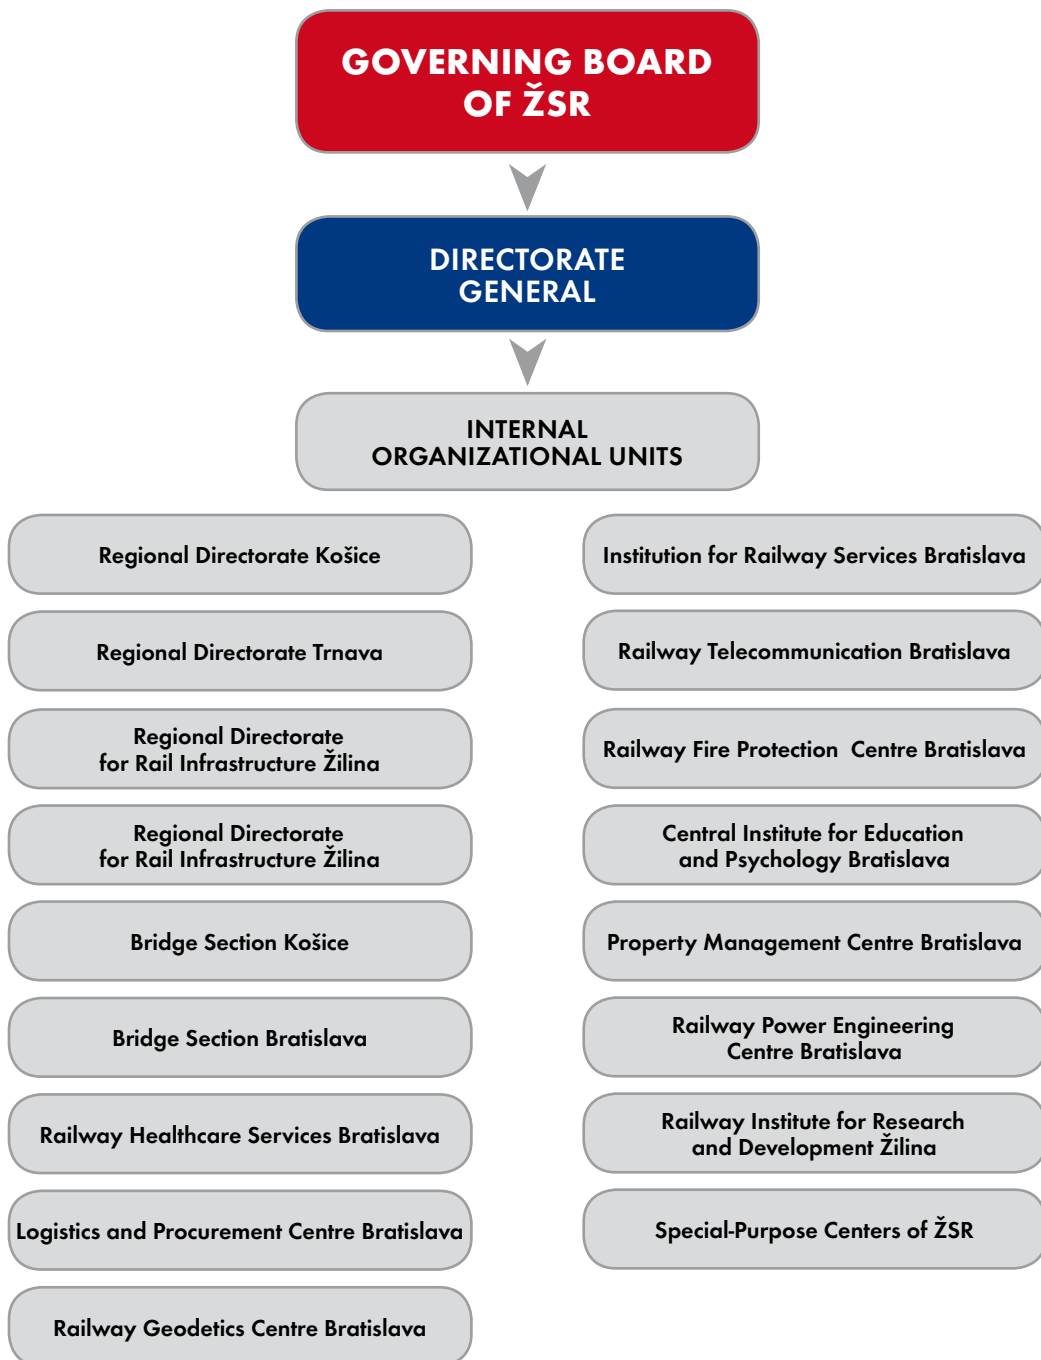 GOVERNING BOARD
OF ŽSR
DIRECTORATE
GENERAL
INTERNAL
ORGANIZATIONAL UNITS
Regional Directorate Košice
Regional Directorate Trnava
Regional Directorate
for Rail Infrastructure Žilina
Regional Directorate
for Rail Infrastructure Žilina
Bridge Section Košice
Bridge Section Bratislava
Railway Healthcare Services Bratislava
Logistics and Procurement Centre Bratislava
Railway Geodetics Centre Bratislava
Institution for Railway Services Bratislava
Railway Telecommunication Bratislava
Railway Fire Protection Centre Bratislava
Central Institute for Education
and Psychology Bratislava
Property Management Centre Bratislava
Railway Power Engineering
Centre Bratislava
Railway Institute for Research
and Development Žilina
Special-Purpose Centers of ŽSR